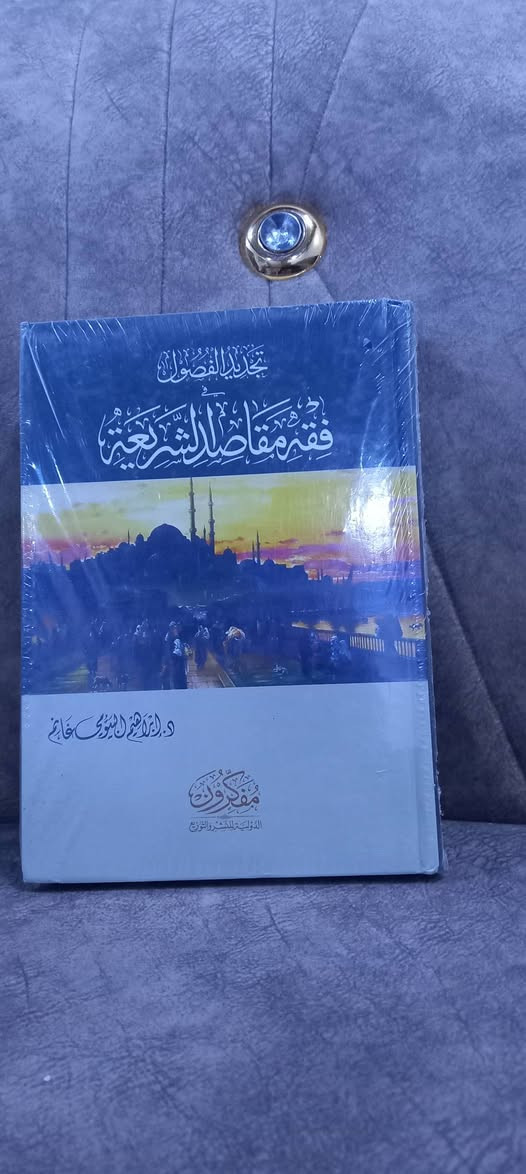 تجديد الفصول
في
فقه مقاصد الشريعة
د. إبراهيم البيومي غانم
مفكرون
الدولية للنشر والتوزيع